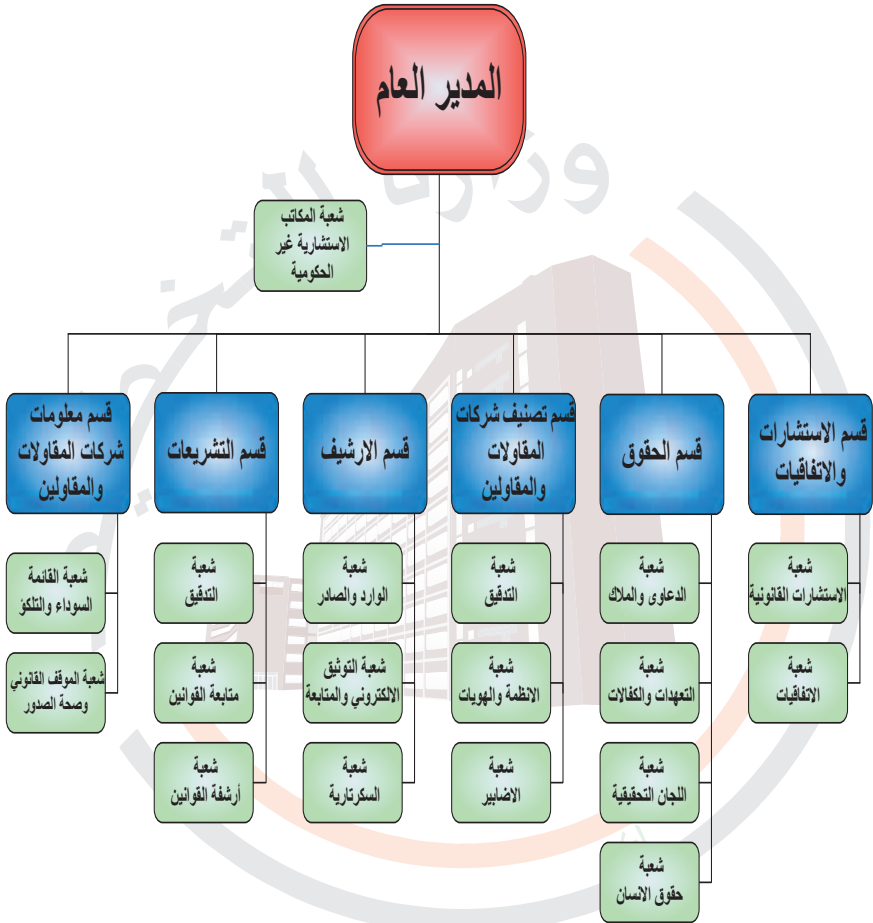 المدير العام
شعبة المكاتب
الاستشارية غير
الحكومية
قسم الاستشارات
والاتفاقيات
شعبة
الاستشارات القانونية
شعبة
الاتفاقيات
قسم الحقوق
شعبة
الدعاوى والملاك
شعبة
التعهدات والكفالات
شعبة
اللجان التحقيقية
شعبة
حقوق الانسان
قسم تصنيف شركات
المقاولات
والمقاولين
شعبة
التدقيق
شعبة
الانظمة والهويات
شعبة
الاضابير
قسم الارشيف
شعبة
الوارد والصادر
شعبة التوثيق
الالكتروني والمتابعة
شعبة
السكرتارية
قسم التشريعات
شعبة
التدقيق
شعبة
متابعة القوانين
شعبة
أرشفة القوانين
قسم معلومات
شركات المقاولات
والمقاولين
شعبة القائمة
السوداء والتلكؤ
شعبة الموقف القانوني
وصحة الصدور
وزارة التخطيط